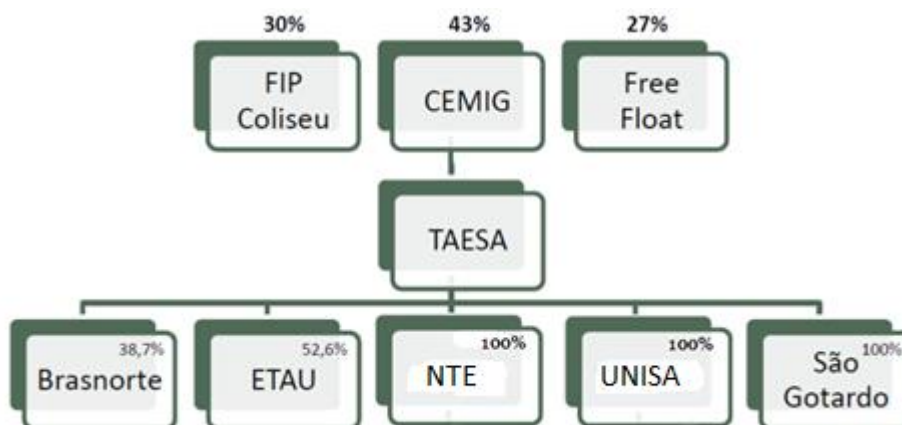 30%
43%
27%
FIP
Coliseu
CEMIG
Free
Float
TAESA
38,7%
Brasnorte
52,6%
ETAU
100%
NTE
100%
UNISA
100%
São
Gotardo